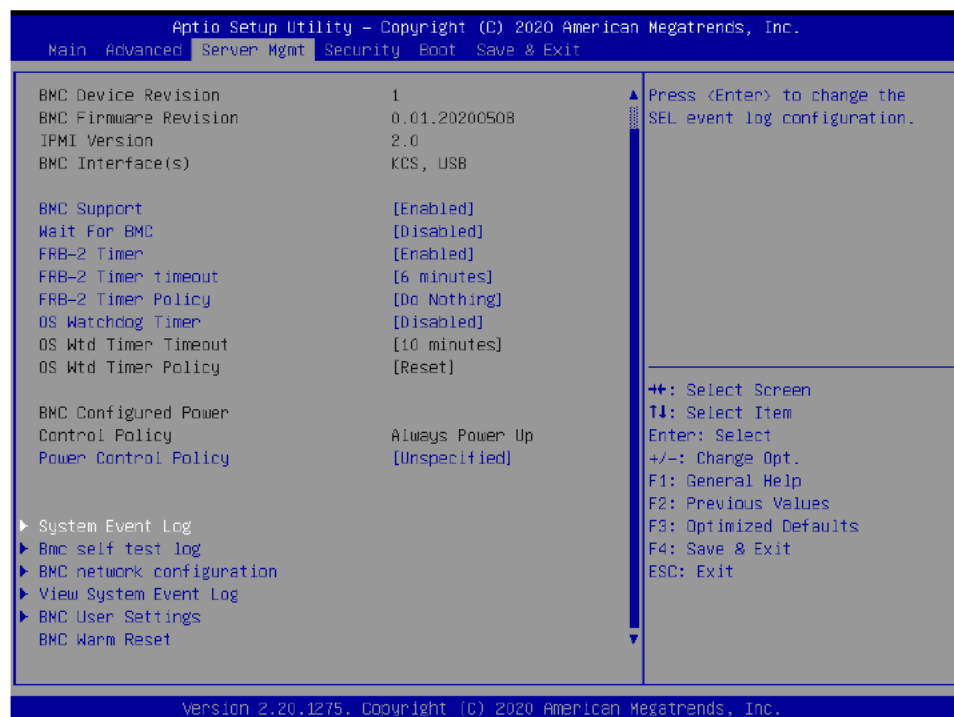 Aptio Setup Utility – Copyright (C) 2020 American Megatrends, Inc.
Main Advanced Server Mgmt Security Boot Save & Exit
BMC Device Revision 1
BMC Firmware Revision 0.01.20200508
IPMI Version 2.0
BMC Interface(s) KCS, USB
BMC Support [Enabled]
Wait For BMC [Disabled]
FRB-2 Timer [Enabled]
FRB-2 Timer timeout [6 minutes]
FRB-2 Timer Policy [Do Nothing]
OS Watchdog Timer [Disabled]
OS Wtd Timer Timeout [10 minutes]
OS Wtd Timer Policy [Reset]
BMC Configured Power
Control Policy Always Power Up
Power Control Policy [Unspecified]
System Event Log
Bmc self test log
BMC network configuration
View System Event Log
BMC User Settings
BMC Warm Reset
Press <Enter> to change the
SEL event log configuration.
→←: Select Screen
↑↓: Select Item
Enter: Select
+/-: Change Opt.
F1: General Help
F2: Previous Values
F3: Optimized Defaults
F4: Save & Exit
ESC: Exit
Version 2.20.1275. Copyright (C) 2020 American Megatrends, Inc.